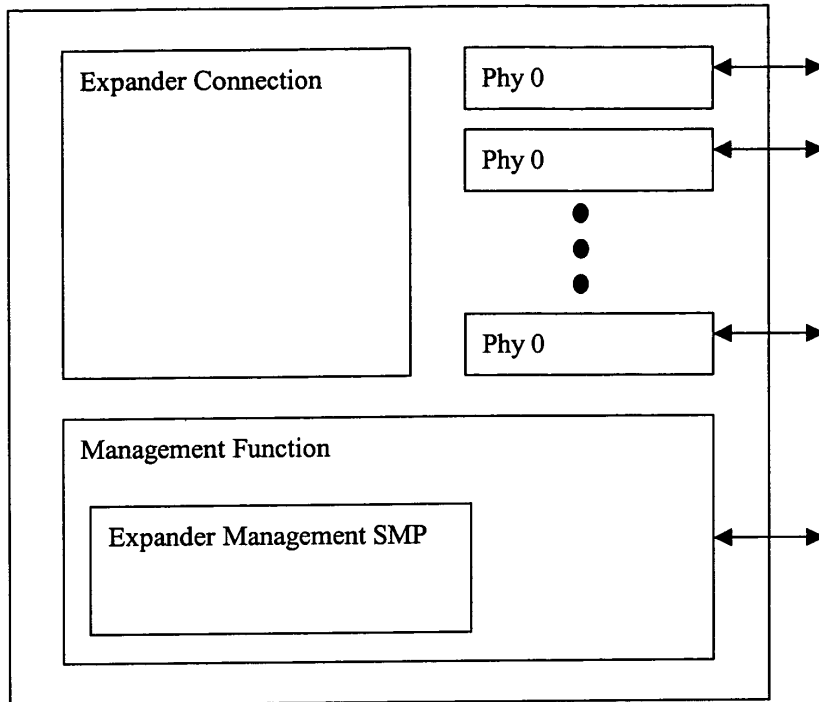 Expander Connection
Phy 0
Phy 0
Phy 0
Management Function
Expander Management SMP